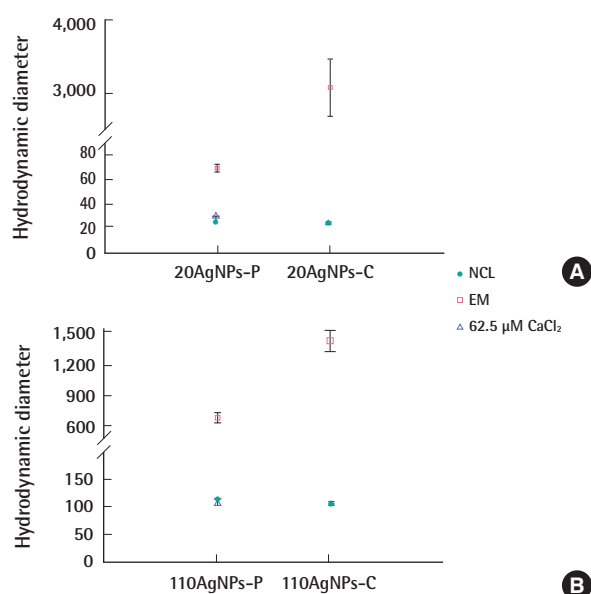 Hydrodynamic diameter
4,000
3,000
80
60
40
20
0
20AgNPs-P
20AgNPs-C
A
NCL
EM
62.5 µM CaCl₂
Hydrodynamic diameter
1,500
1,200
900
600
150
100
50
0
110AgNPs-P
110AgNPs-C
B